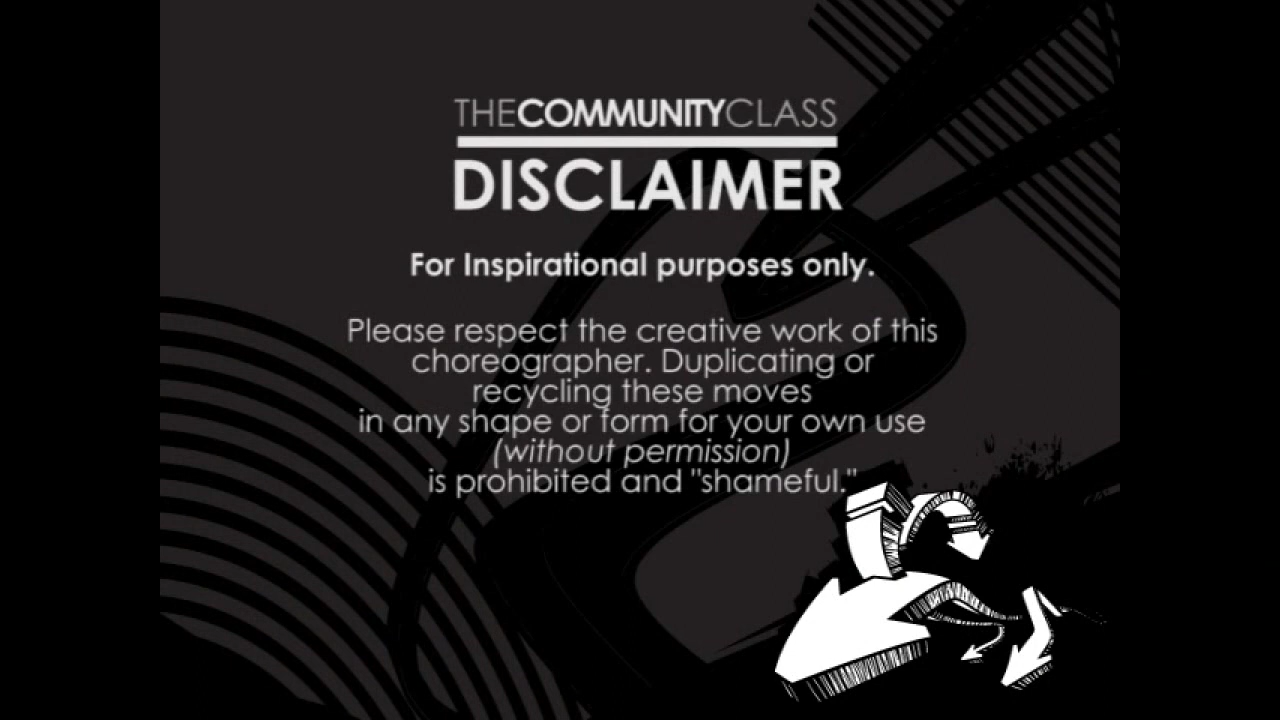 THECOMMUNITYCLASS
DISCLAIMER
For Inspirational purposes only.
Please respect the creative work of this
choreographer. Duplicating or
recycling these moves
in any shape or form for your own use
(without permission)
is prohibited and "shameful."